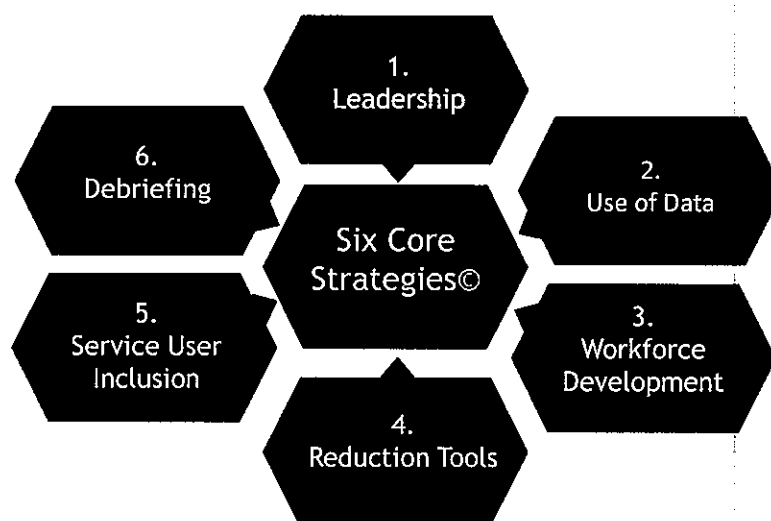 1.
Leadership
2.
Use of Data
3.
Workforce
Development
4.
Reduction Tools
5.
Service User
Inclusion
6.
Debriefing
Six Core
Strategies©